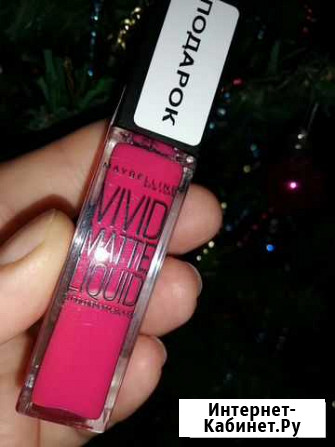 ПОДАРОК
MAYBELLINE
VIVID
MATTE
LIQUID
Интернет-
Кабинет.Ру